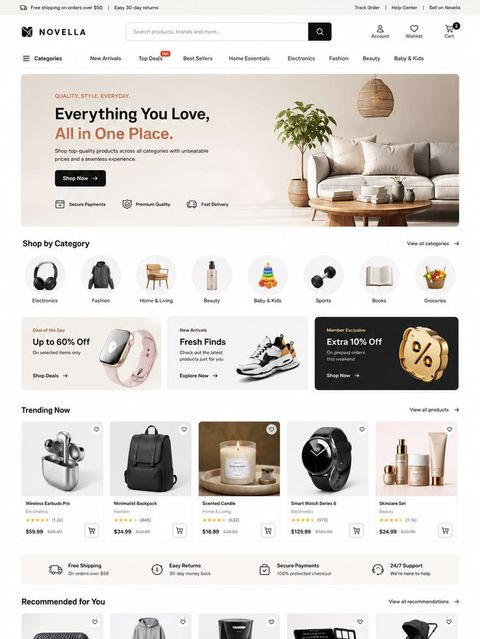 Free shipping on orders over $50 | Easy 30-day returns
Track Order | Help Center | Sell on Novella
NOVELLA
Search products, brands and more...
Account
Wishlist
2
Cart
Categories
New Arrivals
Top Deals
Hot
Best Sellers
Home Essentials
Electronics
Fashion
Beauty
Baby & Kids
QUALITY. STYLE. EVERYDAY.
Everything You Love,
All in One Place.
Shop top-quality products across all categories with unbeatable
prices and a seamless experience.
Shop Now
Secure Payments
Premium Quality
Fast Delivery
Shop by Category
View all categories
Electronics
Fashion
Home & Living
Beauty
Baby & Kids
Sports
Books
Groceries
Deal of the Day
Up to 60% Off
On selected items only
Shop Deals
New Arrivals
Fresh Finds
Check out the latest
products just for you
Explore Now
Member Exclusive
Extra 10% Off
On prepaid orders
this weekend
Shop Now
%
Trending Now
View all products
Wireless Earbuds Pro
Electronics
(1.2k)
$59.99
Minimalist Backpack
Fashion
(845)
$34.99
Scented Candle
Home & Living
(632)
$18.99
Smart Watch Series 8
Electronics
(973)
$129.99
Skincare Set
Beauty
(1.1k)
$24.99
Free Shipping
On orders over $50
Easy Returns
30-day money back
Secure Payments
100% protected checkout
24/7 Support
We're here to help
Recommended for You
View all recommendations